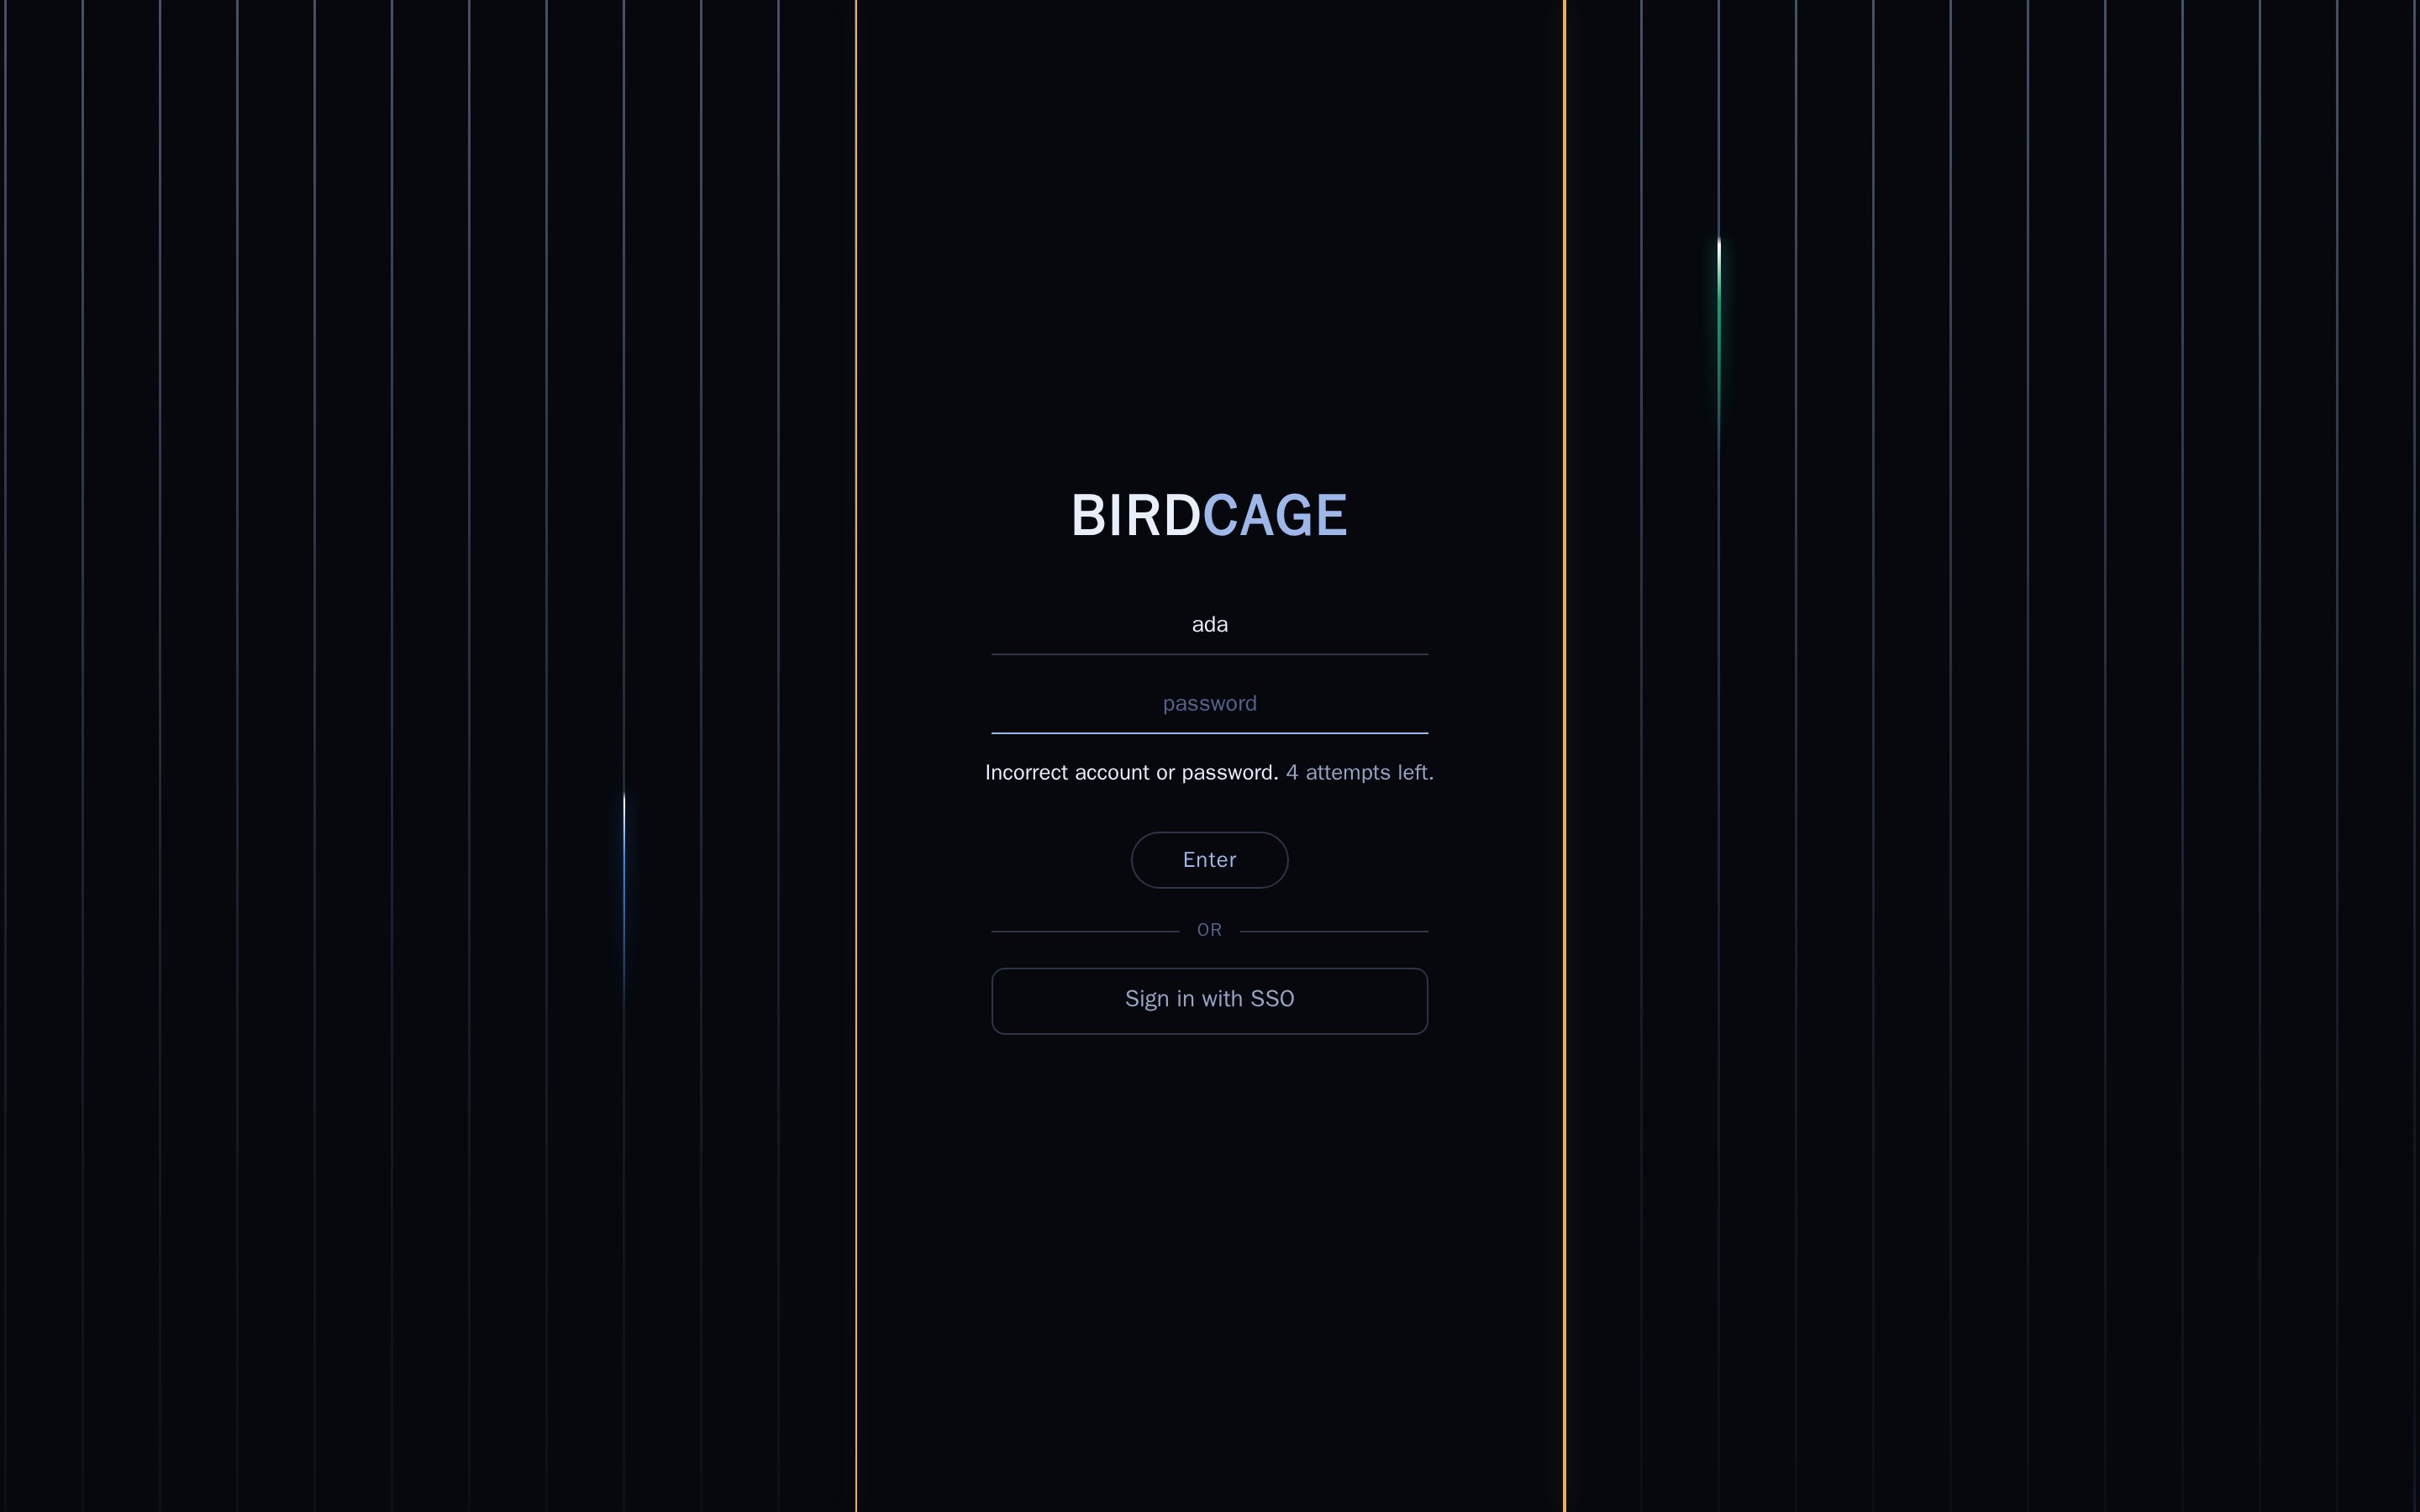 BIRDCAGE
ada
password
Incorrect account or password. 4 attempts left.
Enter
OR
Sign in with SSO